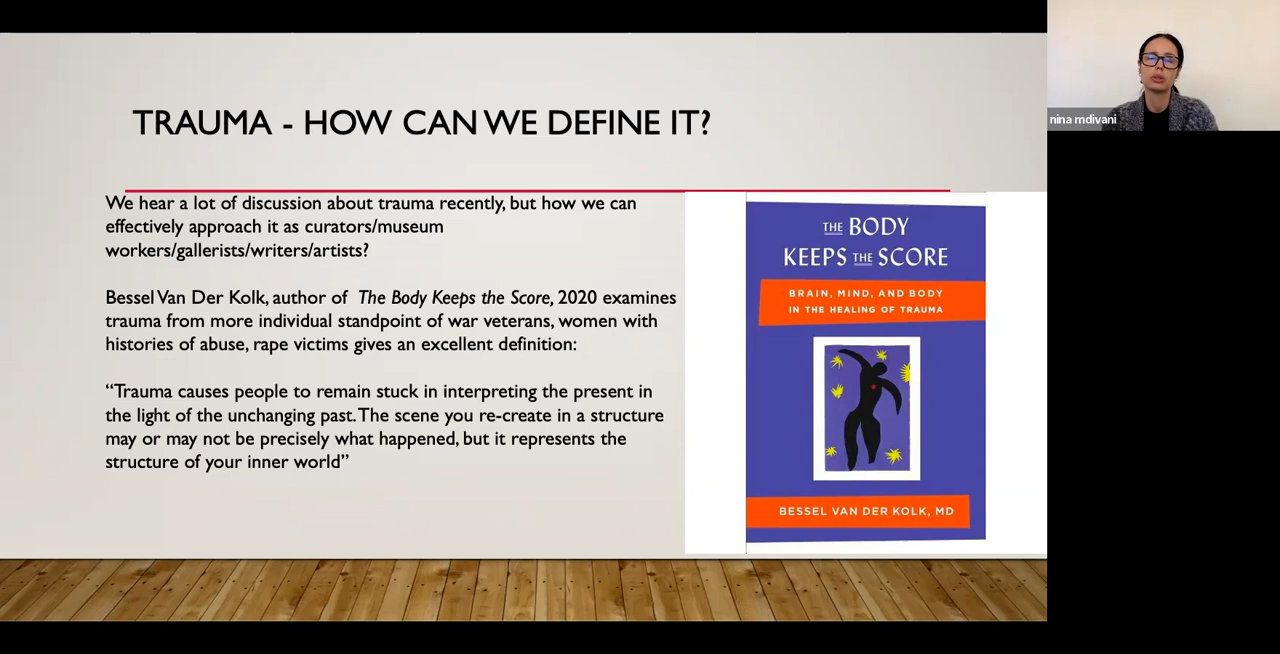 TRAUMA - HOW CAN WE DEFINE IT?
We hear a lot of discussion about trauma recently, but how we can
effectively approach it as curators/museum
workers/gallerists/writers/artists?
Bessel Van Der Kolk, author of The Body Keeps the Score, 2020 examines
trauma from more individual standpoint of war veterans, women with
histories of abuse, rape victims gives an excellent definition:
“Trauma causes people to remain stuck in interpreting the present in
the light of the unchanging past. The scene you re-create in a structure
may or may not be precisely what happened, but it represents the
structure of your inner world”
THE BODY
KEEPS THE SCORE
BRAIN, MIND, AND BODY
IN THE HEALING OF TRAUMA
BESSEL VAN DER KOLK, MD
nina mdivani